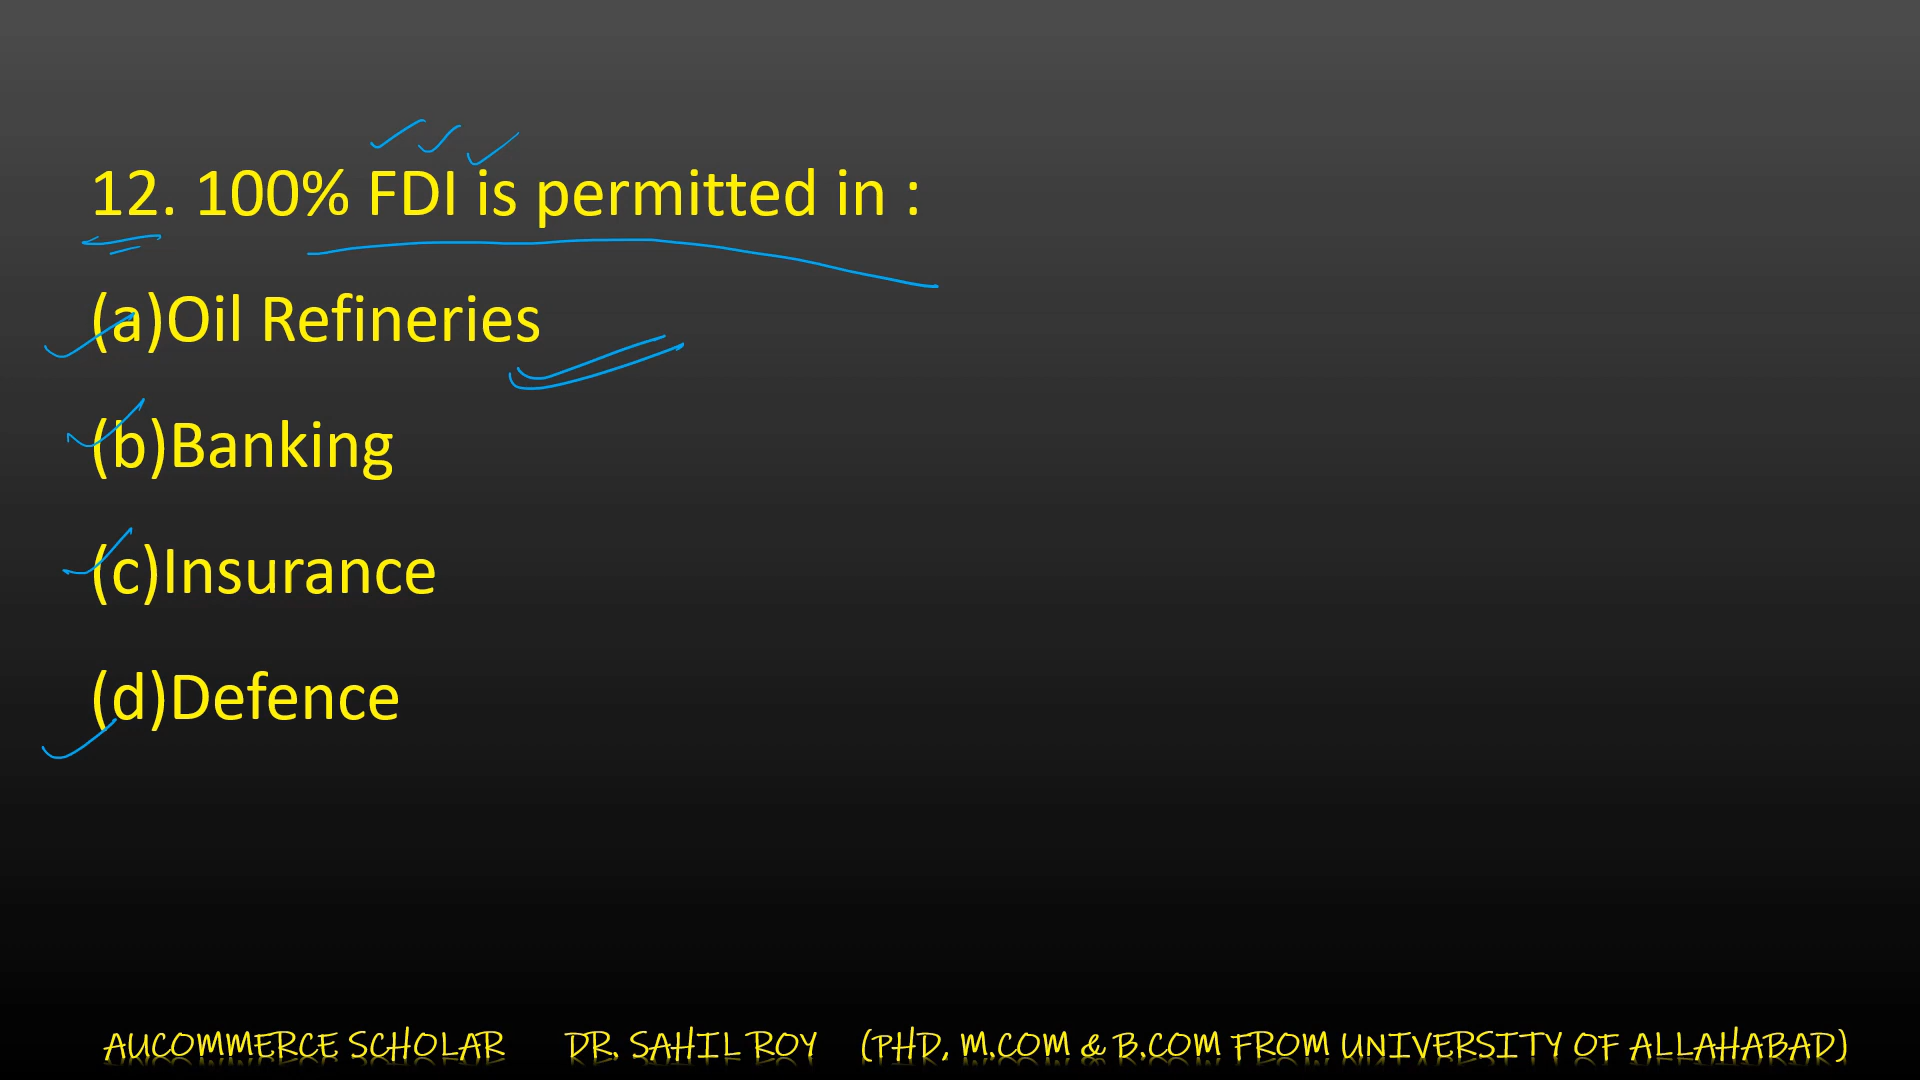 12. 100% FDI is permitted in :
(a)Oil Refineries
(b)Banking
(c)Insurance
(d)Defence
AUCOMMERCE SCHOLAR DR. SAHIL ROY (PHD, M.COM & B.COM FROM UNIVERSITY OF ALLAHABAD)